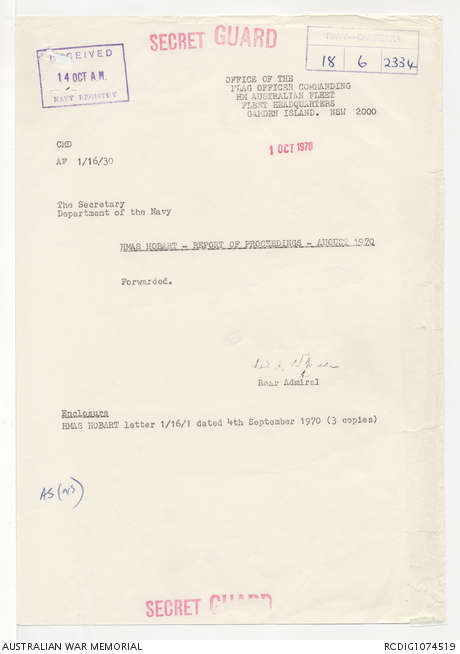 SECRET GUARD
RECEIVED
14 OCT A.M.
NAVY REGISTRY
18 6 2334
OFFICE OF THE
FLAG OFFICER COMMANDING
HM AUSTRALIAN FLEET
FLEET HEADQUARTERS
GARDEN ISLAND. NSW 2000
CMD
AF 1/16/30
1 OCT 1970
The Secretary
Department of the Navy
HMAS HOBART - REPORT OF PROCEEDINGS - AUGUST 1970
Forwarded.
Rear Admiral
Enclosure
HMAS HOBART letter 1/16/1 dated 4th September 1970 (3 copies)
AS(NS)
SECRET GUARD
AUSTRALIAN WAR MEMORIAL
RCDIG1074519